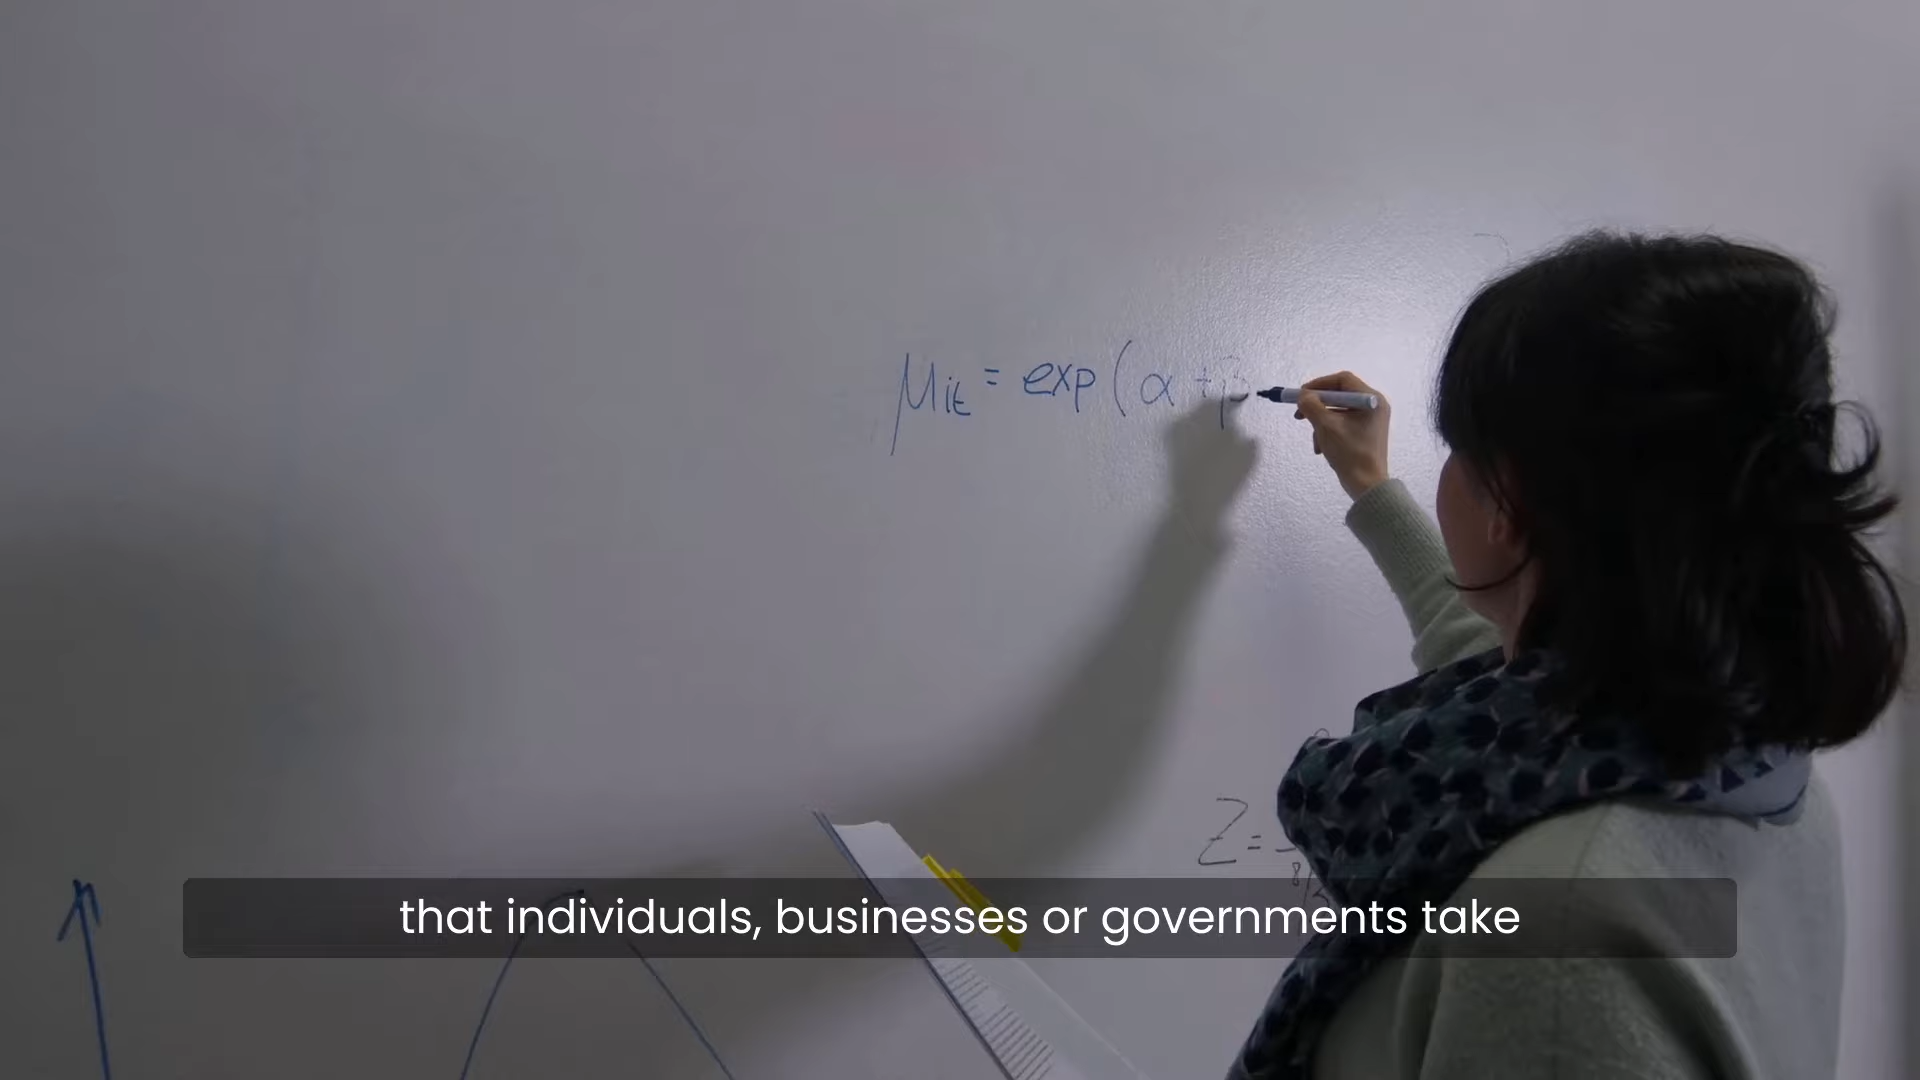 μit = exp ( α + β
Z =
that individuals, businesses or governments take